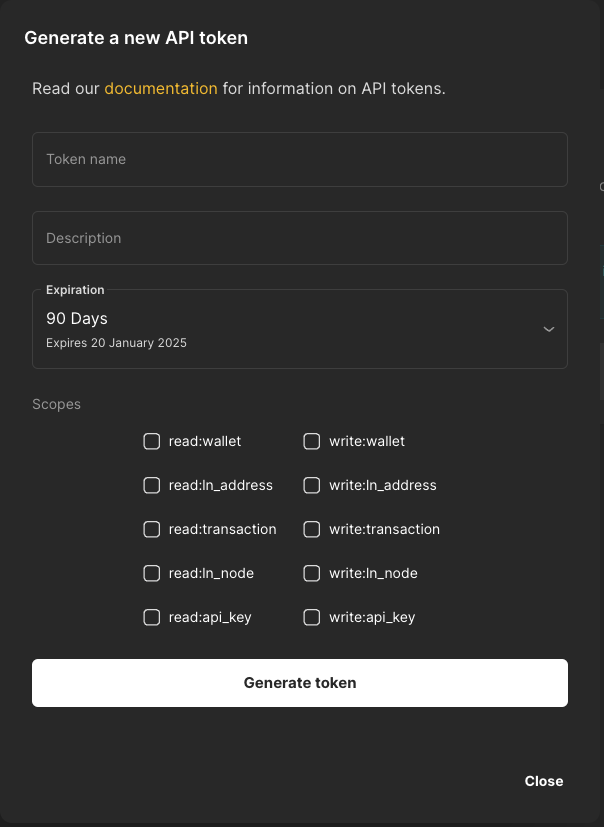 Generate a new API token
Read our documentation for information on API tokens.
Token name
Description
Expiration
90 Days
Expires 20 January 2025
Scopes
read:wallet write:wallet
read:ln_address write:ln_address
read:transaction write:transaction
read:ln_node write:ln_node
read:api_key write:api_key
Generate token
Close